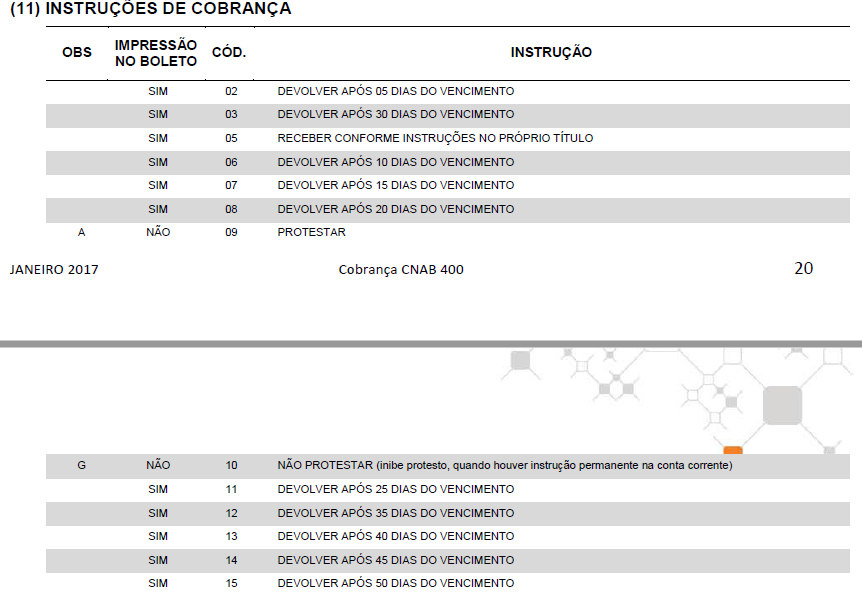 (11) INSTRUÇÕES DE COBRANÇA
OBS IMPRESSÃO NO BOLETO CÓD. INSTRUÇÃO
SIM 02 DEVOLVER APÓS 05 DIAS DO VENCIMENTO
SIM 03 DEVOLVER APÓS 30 DIAS DO VENCIMENTO
SIM 05 RECEBER CONFORME INSTRUÇÕES NO PRÓPRIO TÍTULO
SIM 06 DEVOLVER APÓS 10 DIAS DO VENCIMENTO
SIM 07 DEVOLVER APÓS 15 DIAS DO VENCIMENTO
SIM 08 DEVOLVER APÓS 20 DIAS DO VENCIMENTO
A NÃO 09 PROTESTAR
JANEIRO 2017 Cobrança CNAB 400 20
G NÃO 10 NÃO PROTESTAR (inibe protesto, quando houver instrução permanente na conta corrente)
SIM 11 DEVOLVER APÓS 25 DIAS DO VENCIMENTO
SIM 12 DEVOLVER APÓS 35 DIAS DO VENCIMENTO
SIM 13 DEVOLVER APÓS 40 DIAS DO VENCIMENTO
SIM 14 DEVOLVER APÓS 45 DIAS DO VENCIMENTO
SIM 15 DEVOLVER APÓS 50 DIAS DO VENCIMENTO